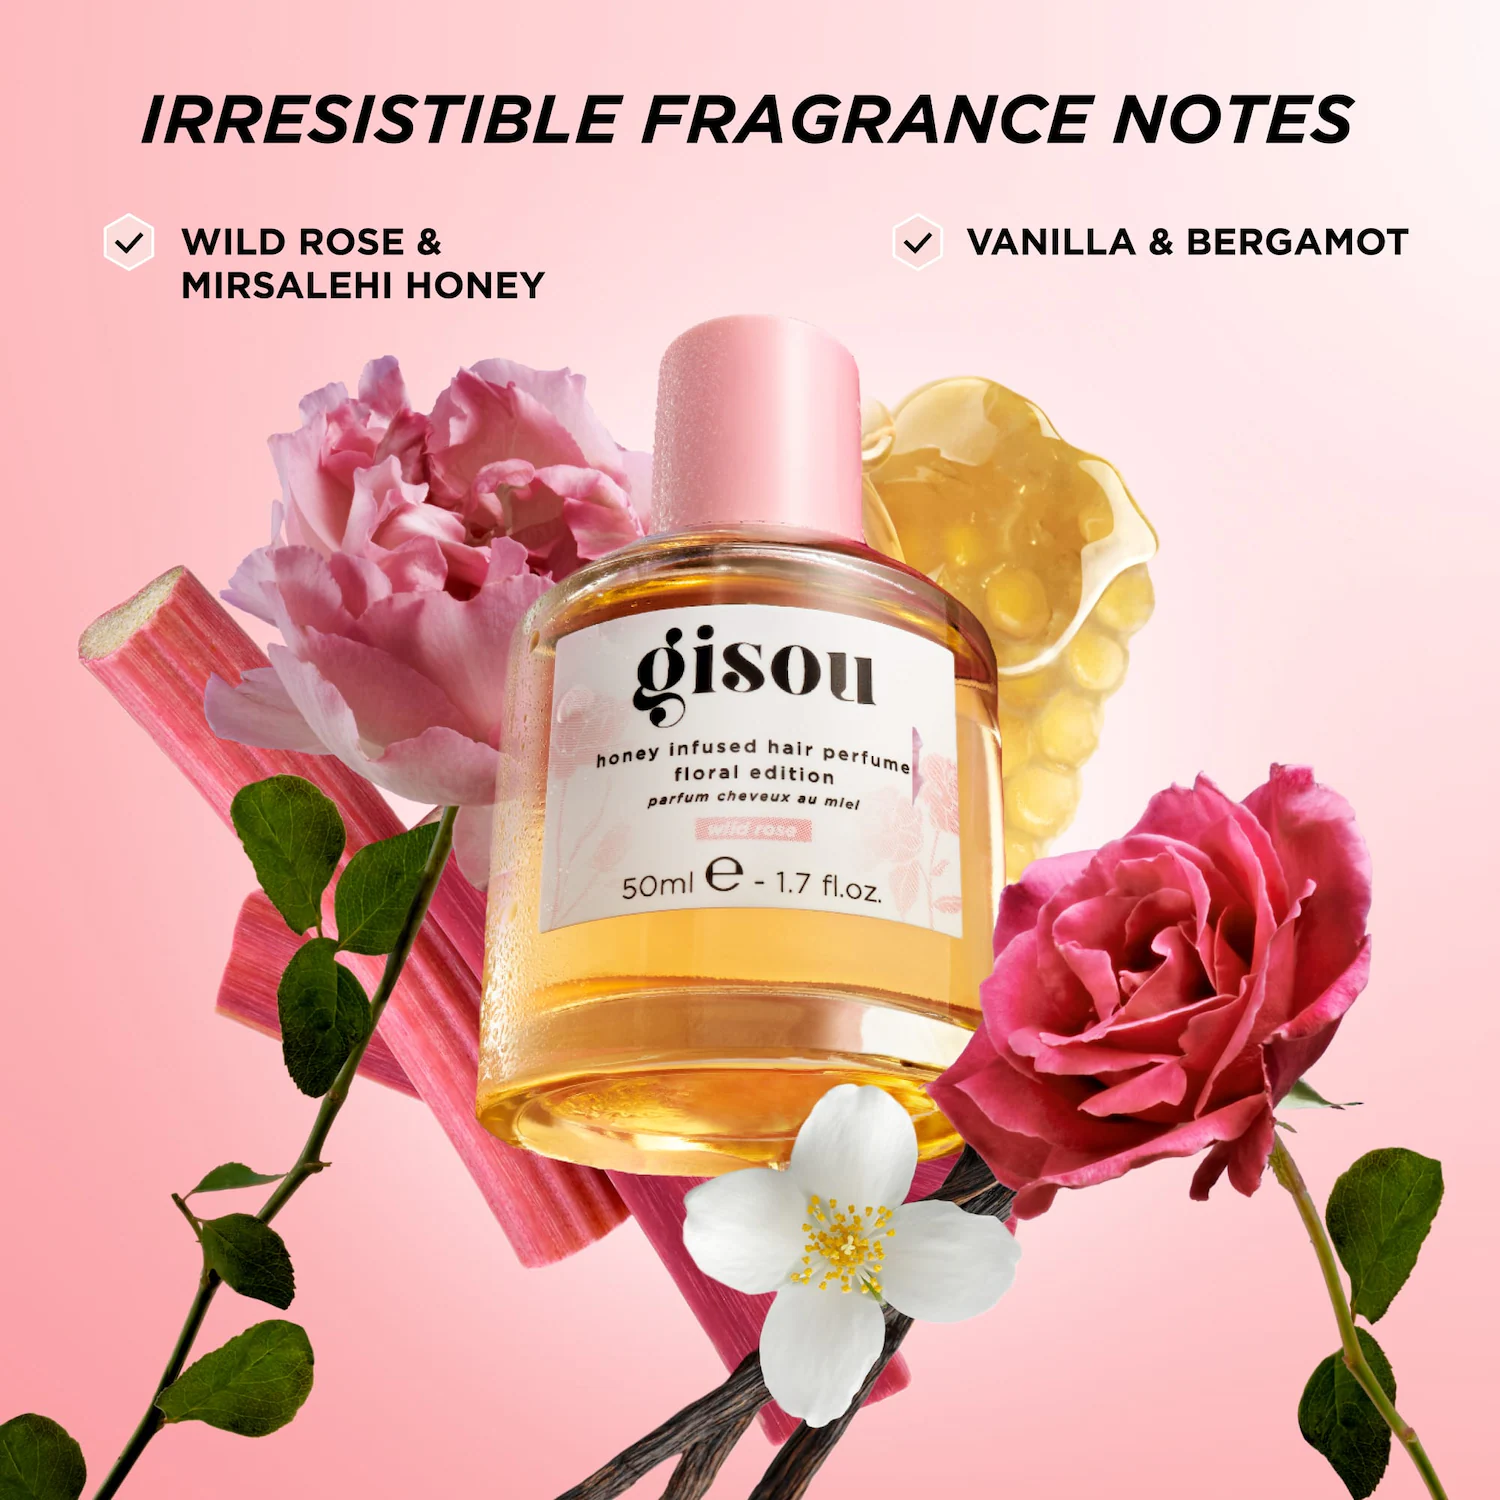 IRRESISTIBLE FRAGRANCE NOTES
WILD ROSE &
MIRSALEHI HONEY
VANILLA & BERGAMOT
gisou
honey infused hair perfume
floral edition
parfum cheveux au miel
wild rose
50ml e - 1.7 fl.oz.